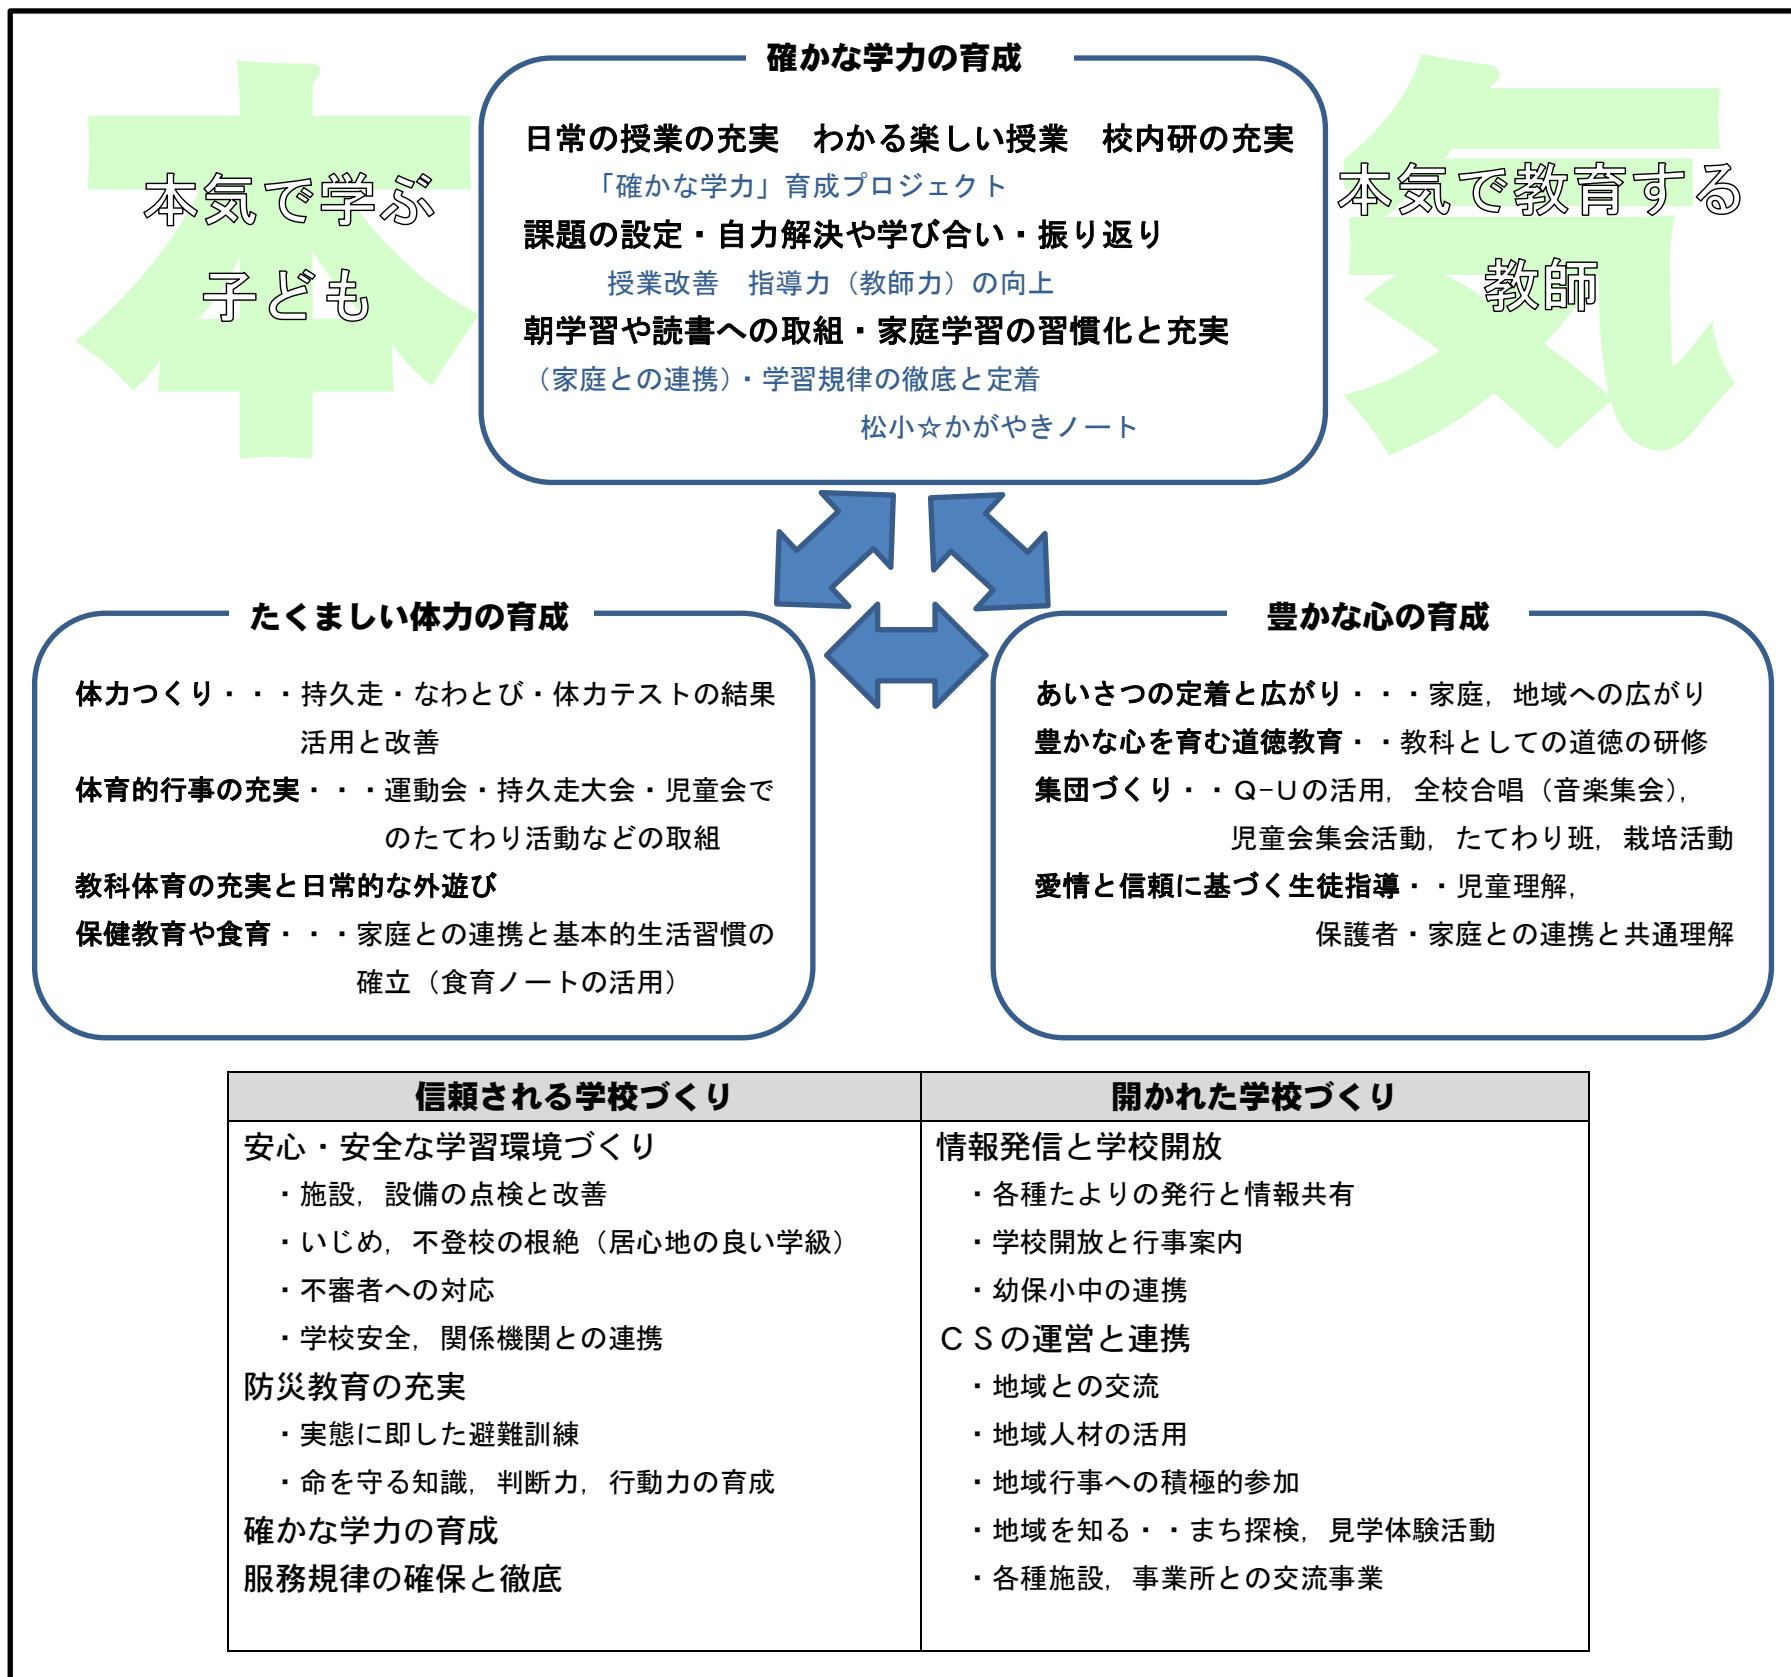 本
気
本気で学ぶ
子ども
本気で教育する
教師
確かな学力の育成
日常の授業の充実　わかる楽しい授業　校内研の充実
「確かな学力」育成プロジェクト
課題の設定・自力解決や学び合い・振り返り
授業改善　指導力（教師力）の向上
朝学習や読書への取組・家庭学習の習慣化と充実
（家庭との連携）・学習規律の徹底と定着
松小☆かがやきノート
たくましい体力の育成
体力つくり・・・持久走・なわとび・体力テストの結果
活用と改善
体育的行事の充実・・・運動会・持久走大会・児童会で
のたてわり活動などの取組
教科体育の充実と日常的な外遊び
保健教育や食育・・・家庭との連携と基本的生活習慣の
確立（食育ノートの活用）
豊かな心の育成
あいさつの定着と広がり・・・家庭，地域への広がり
豊かな心を育む道徳教育・・教科としての道徳の研修
集団づくり・・Ｑ−Ｕの活用，全校合唱（音楽集会），
児童会集会活動，たてわり班，栽培活動
愛情と信頼に基づく生徒指導・・児童理解，
保護者・家庭との連携と共通理解
信頼される学校づくり
安心・安全な学習環境づくり
・施設，設備の点検と改善
・いじめ，不登校の根絶（居心地の良い学級）
・不審者への対応
・学校安全，関係機関との連携
防災教育の充実
・実態に即した避難訓練
・命を守る知識，判断力，行動力の育成
確かな学力の育成
服務規律の確保と徹底
開かれた学校づくり
情報発信と学校開放
・各種たよりの発行と情報共有
・学校開放と行事案内
・幼保小中の連携
ＣＳの運営と連携
・地域との交流
・地域人材の活用
・地域行事への積極的参加
・地域を知る・・まち探検，見学体験活動
・各種施設，事業所との交流事業